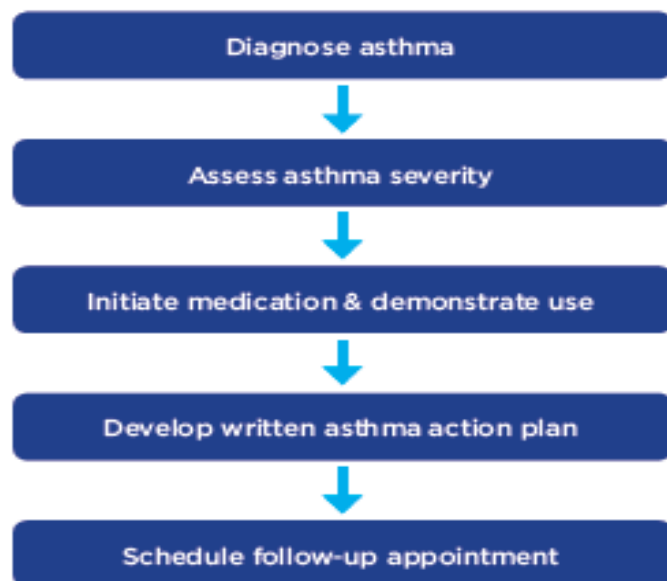 Diagnose asthma
Assess asthma severity
Initiate medication & demonstrate use
Develop written asthma action plan
Schedule follow-up appointment